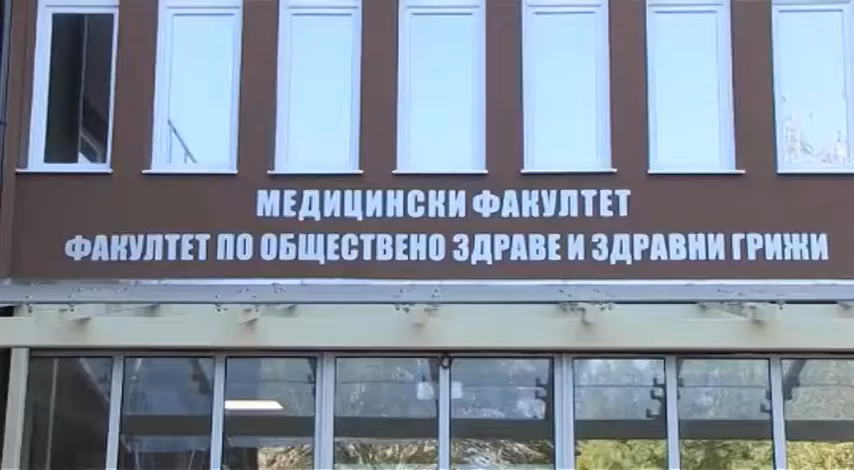 МЕДИЦИНСКИ ФАКУЛТЕТ
ФАКУЛТЕТ ПО ОБЩЕСТВЕНО ЗДРАВЕ И ЗДРАВНИ ГРИЖИ